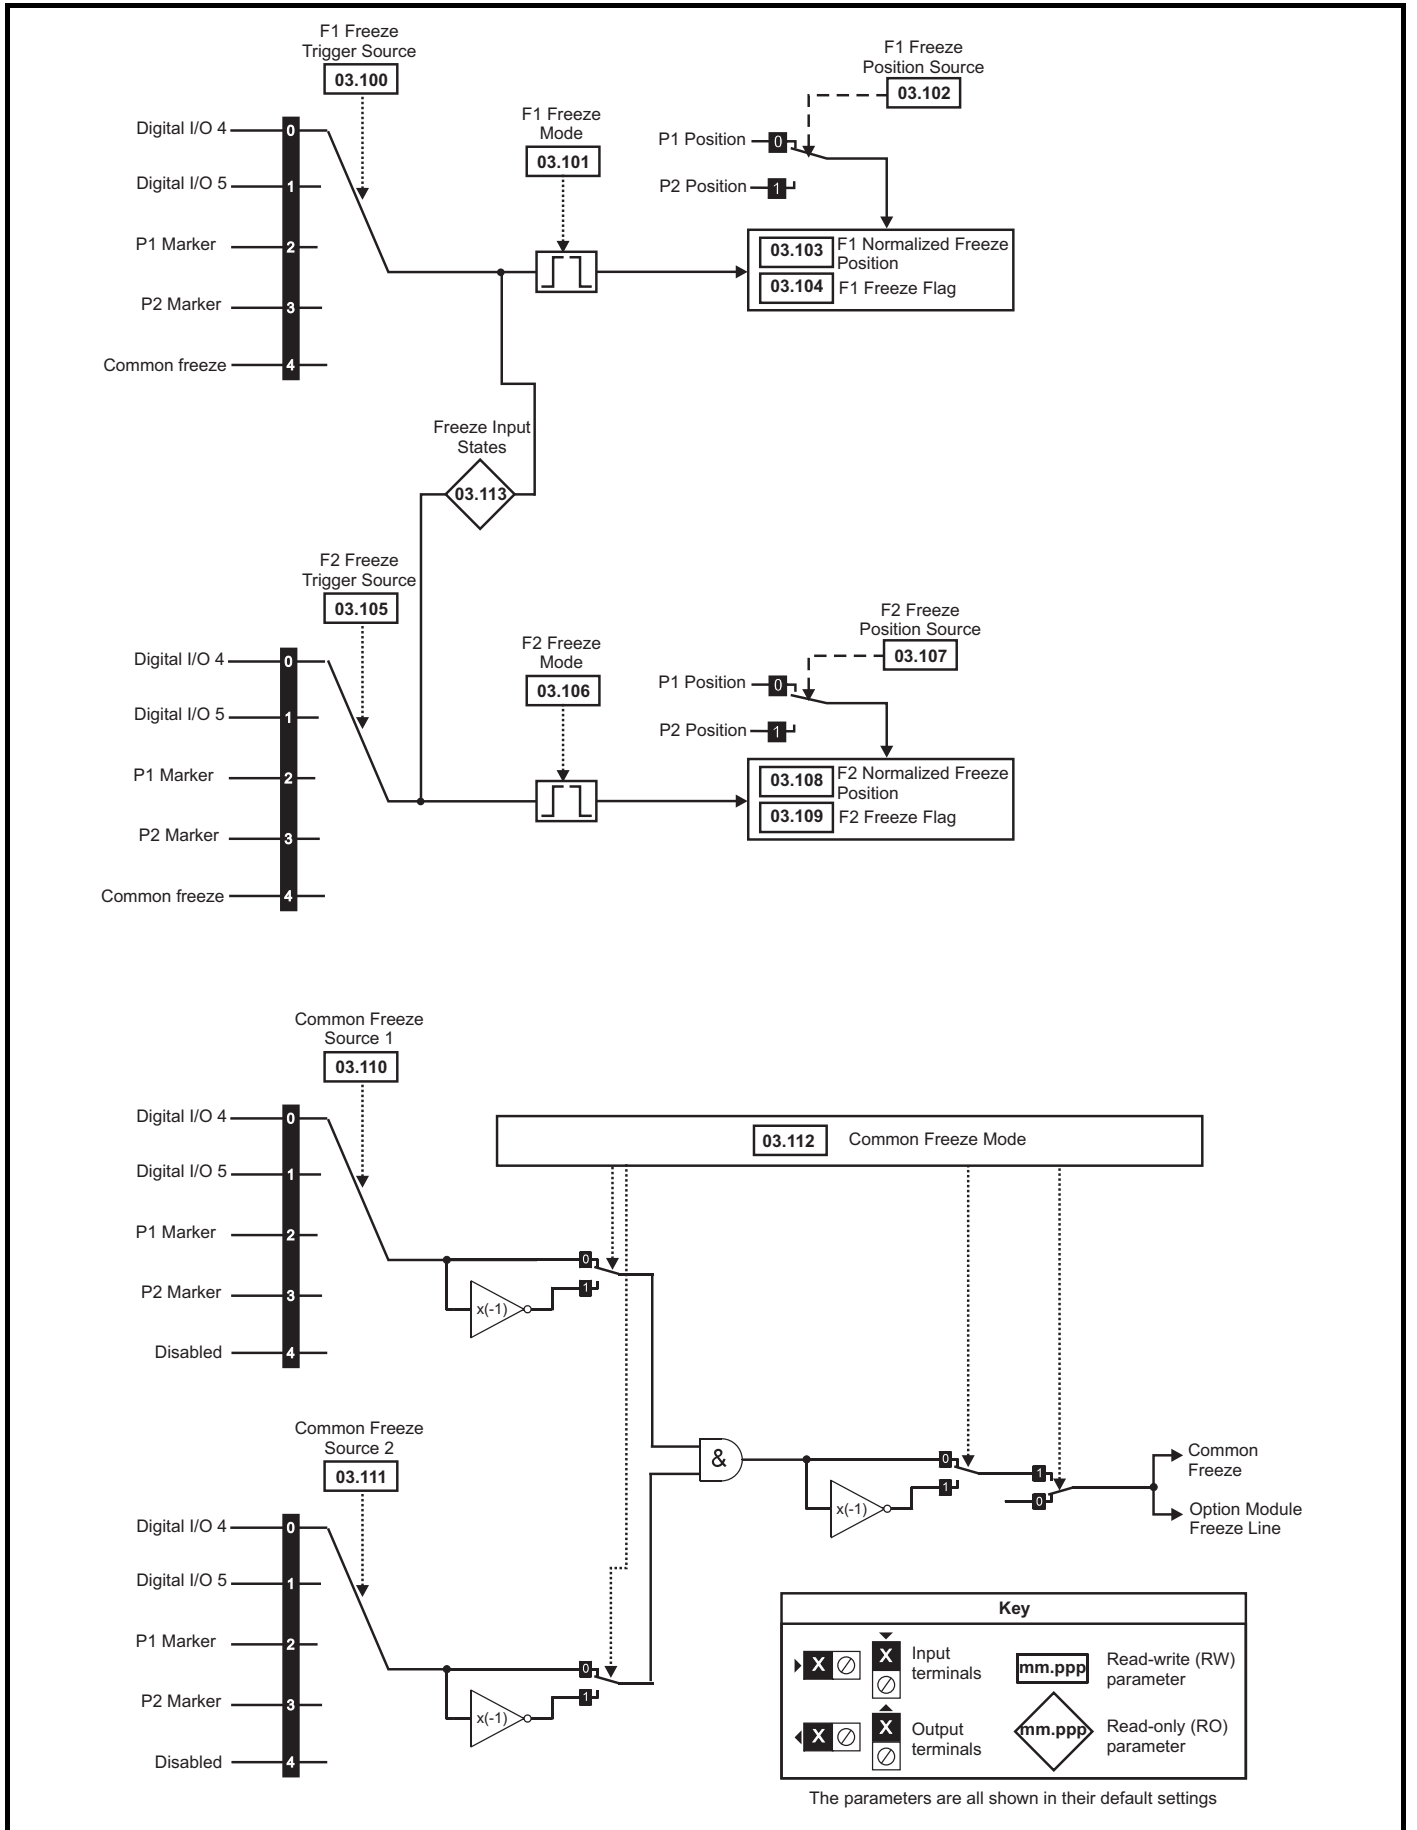 F1 Freeze
Trigger Source
03.100
Digital I/O 4
0
Digital I/O 5
1
P1 Marker
2
P2 Marker
3
Common freeze
4
F1 Freeze
Mode
03.101
F1 Freeze
Position Source
03.102
P1 Position
0
P2 Position
1
03.103
F1 Normalized Freeze
Position
03.104
F1 Freeze Flag
Freeze Input
States
03.113
F2 Freeze
Trigger Source
03.105
Digital I/O 4
0
Digital I/O 5
1
P1 Marker
2
P2 Marker
3
Common freeze
4
F2 Freeze
Mode
03.106
F2 Freeze
Position Source
03.107
P1 Position
0
P2 Position
1
03.108
F2 Normalized Freeze
Position
03.109
F2 Freeze Flag
Common Freeze
Source 1
03.110
Digital I/O 4
0
Digital I/O 5
1
P1 Marker
2
P2 Marker
3
Disabled
4
03.112 Common Freeze Mode
0
1
x(-1)
Common Freeze
Source 2
03.111
Digital I/O 4
0
Digital I/O 5
1
P1 Marker
2
P2 Marker
3
Disabled
4
0
1
x(-1)
&
0
1
x(-1)
1
0
Common
Freeze
Option Module
Freeze Line
Key
X
X
Input
terminals
mm.ppp
Read-write (RW)
parameter
X
X
Output
terminals
mm.ppp
Read-only (RO)
parameter
The parameters are all shown in their default settings